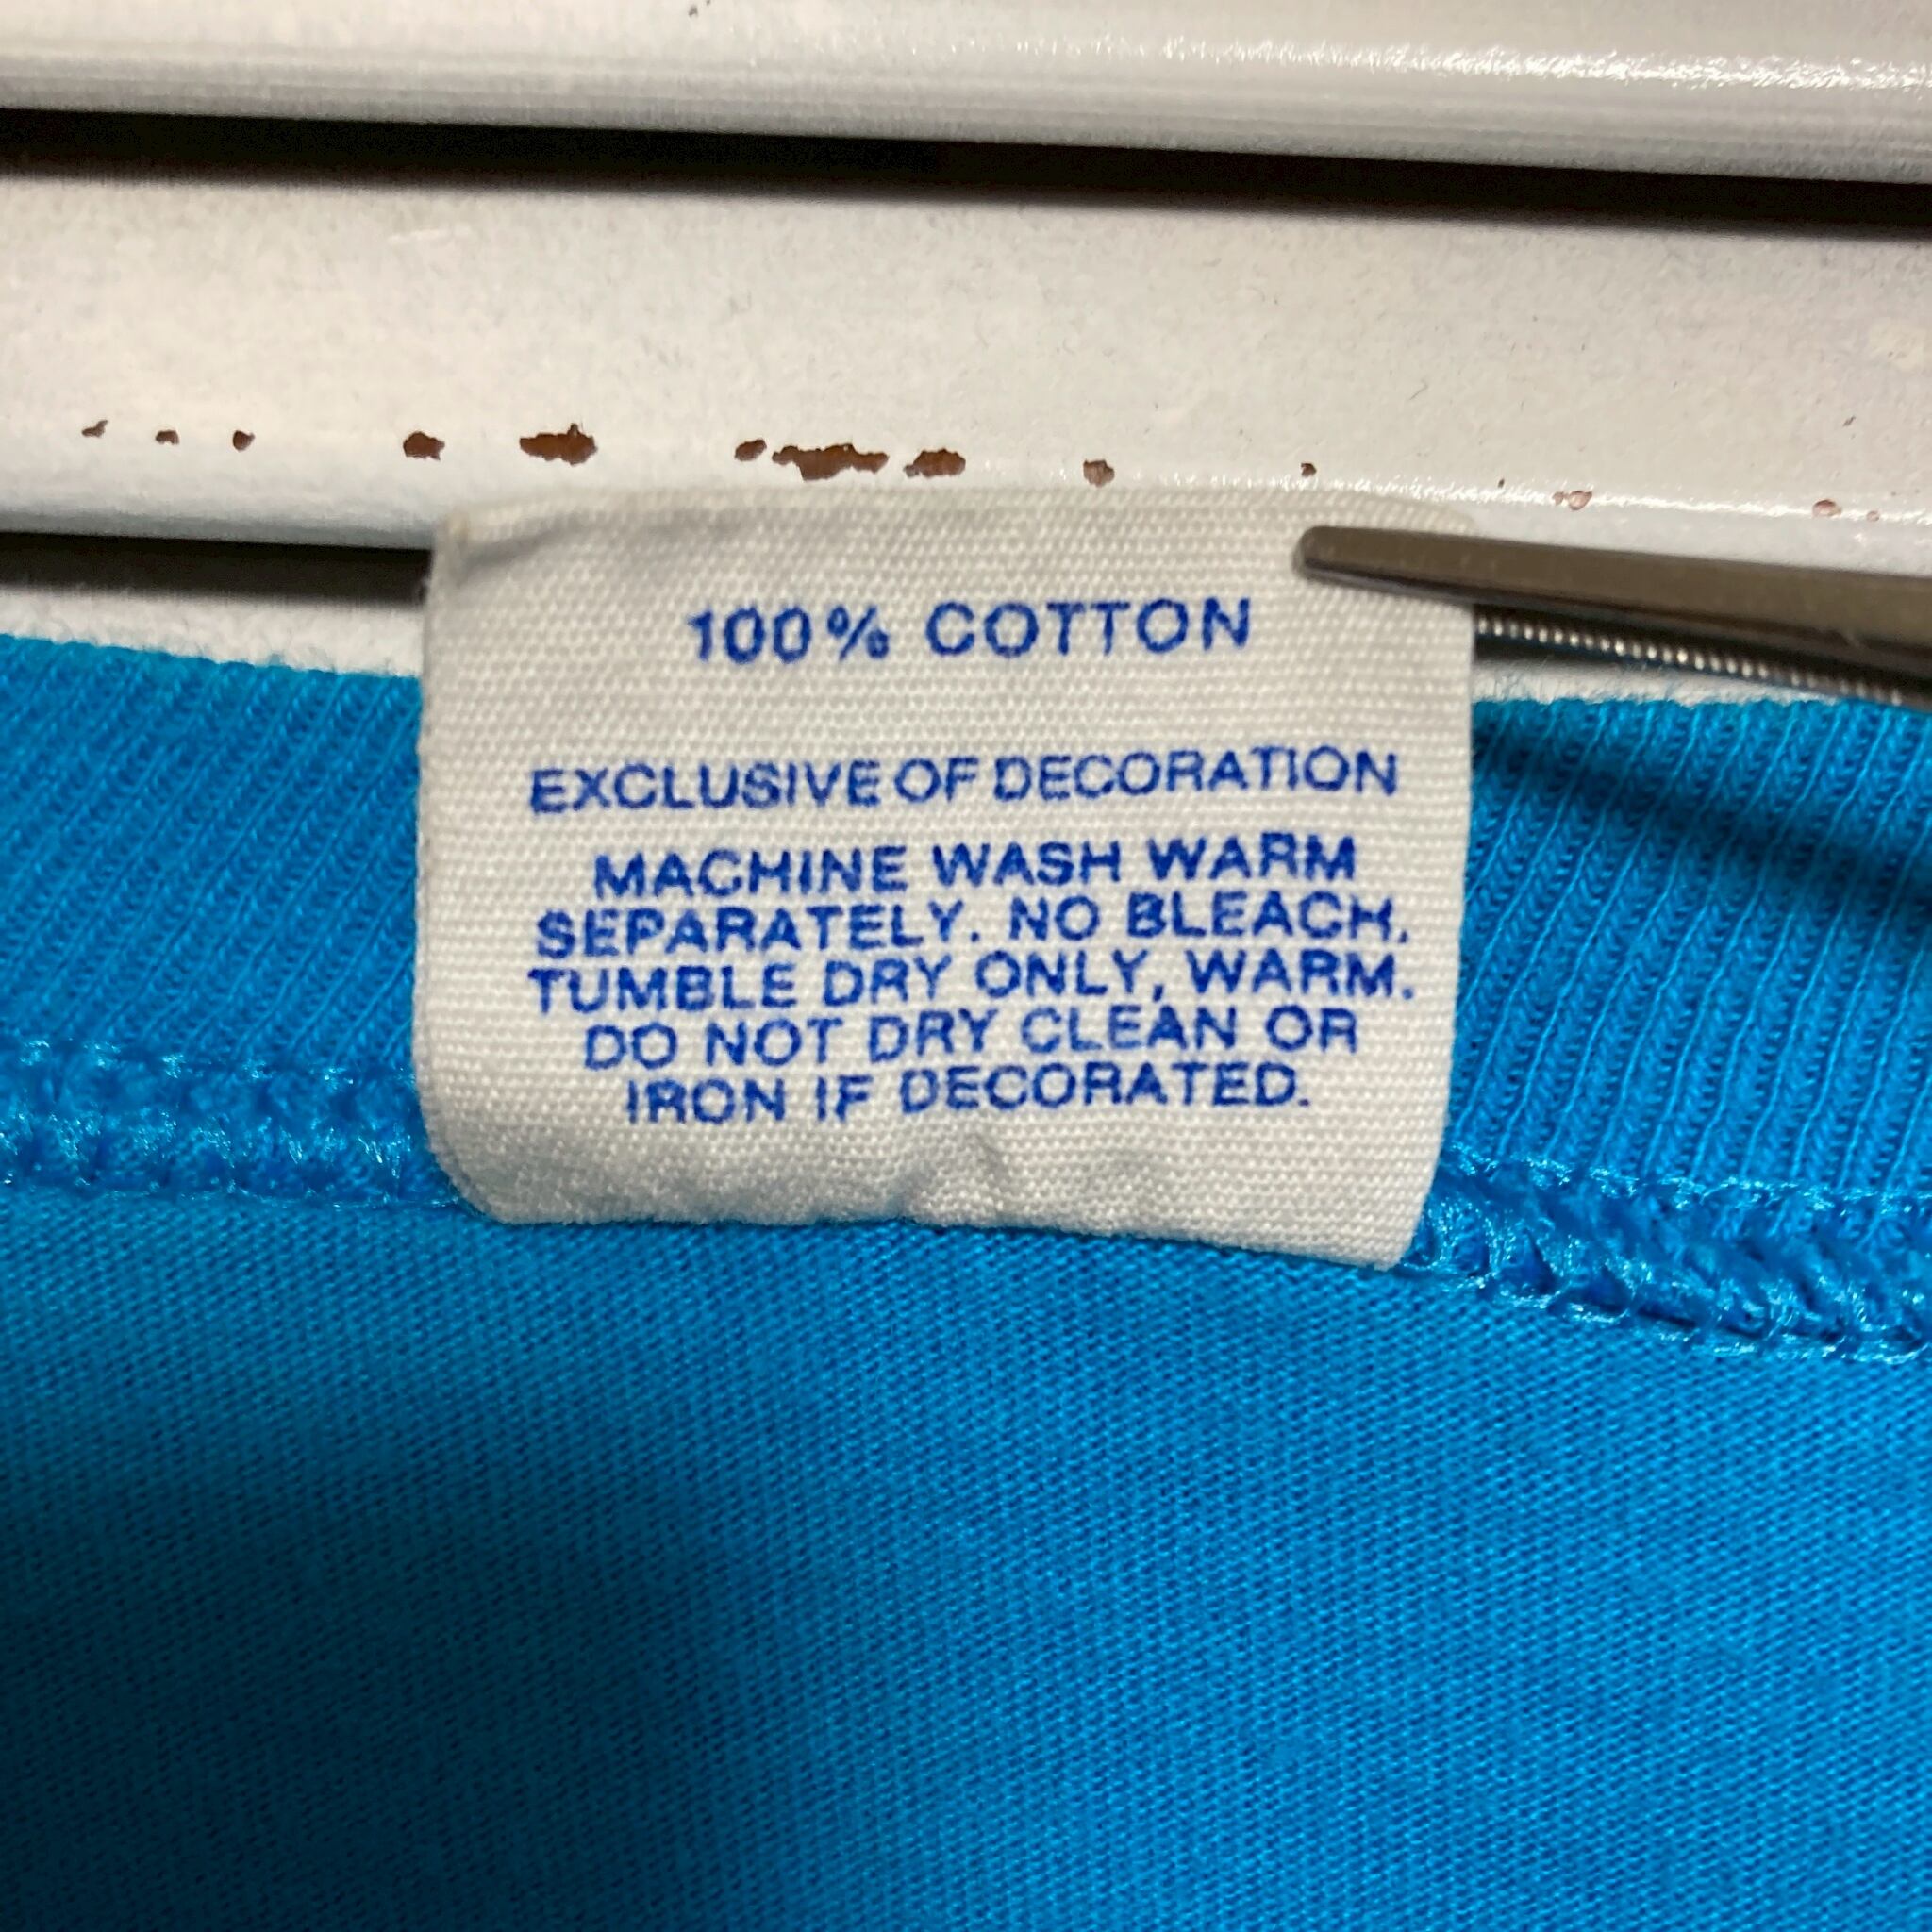 100% COTTON
EXCLUSIVE OF DECORATION
MACHINE WASH WARM
SEPARATELY. NO BLEACH.
TUMBLE DRY ONLY, WARM.
DO NOT DRY CLEAN OR
IRON IF DECORATED.